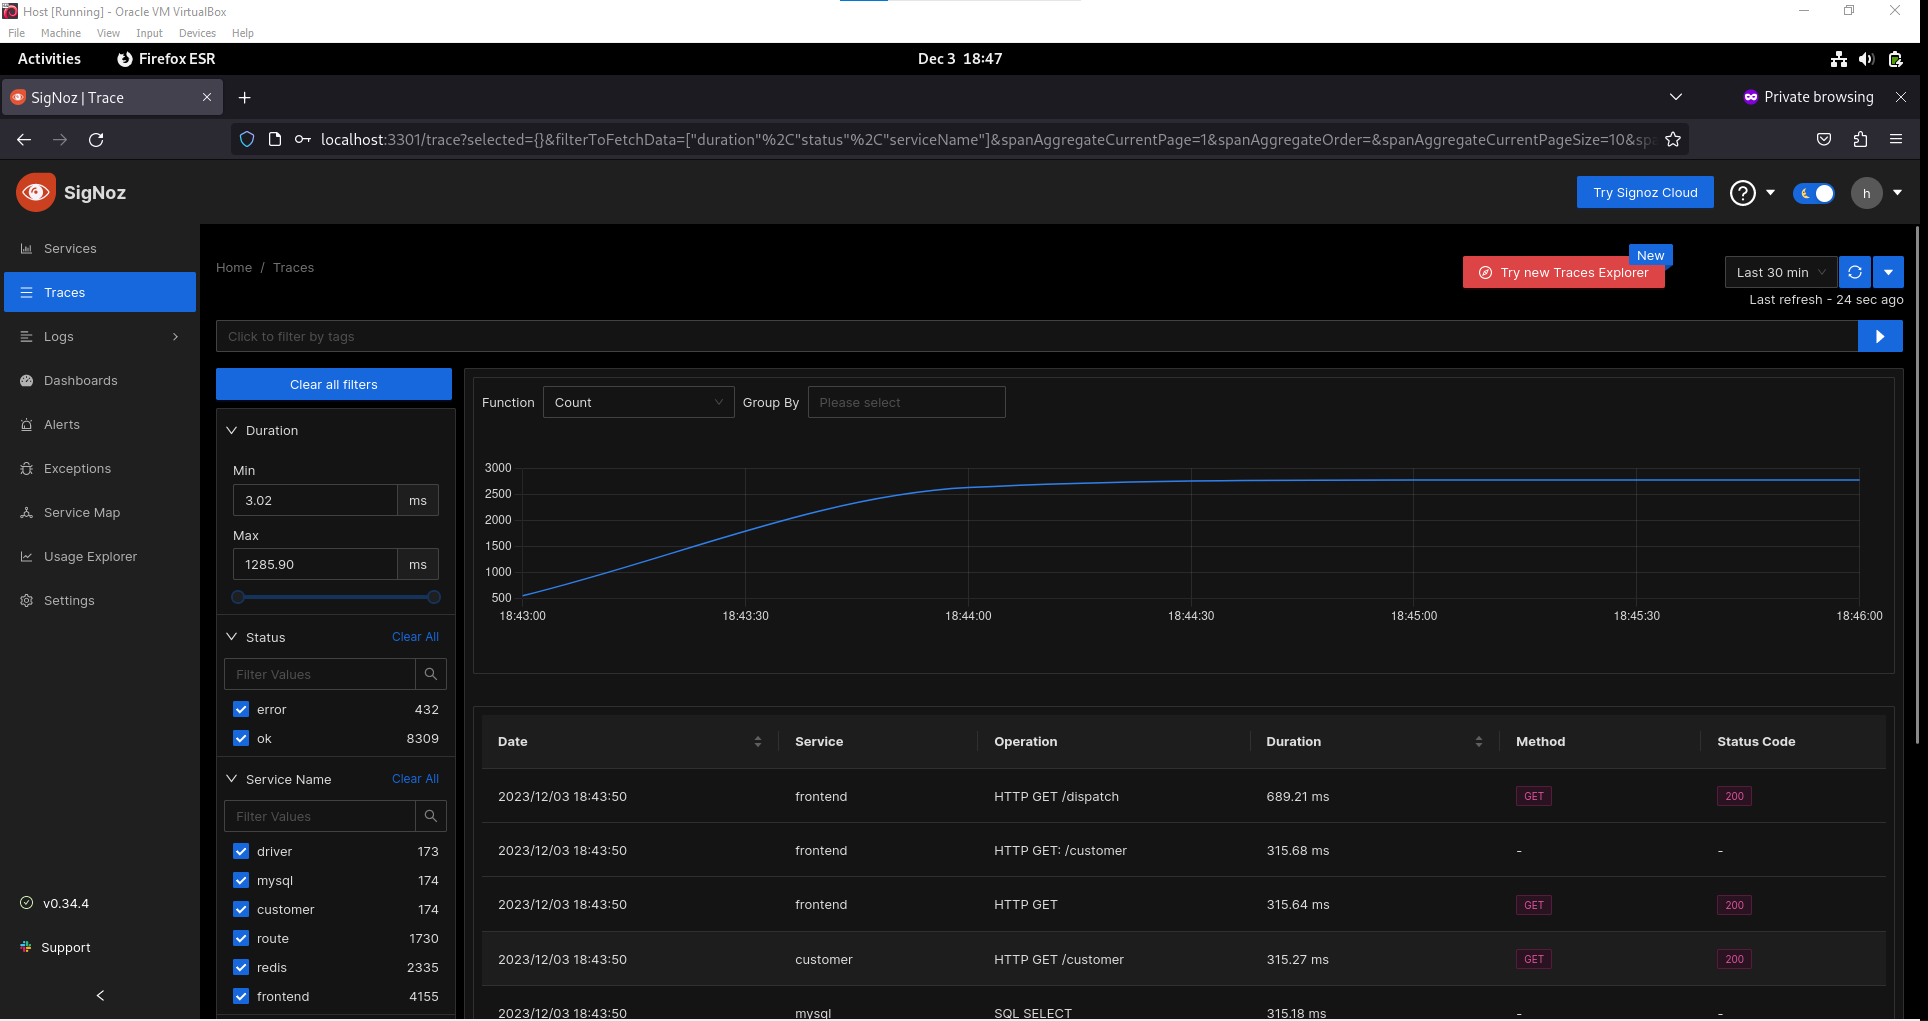 Host [Running] - Oracle VM VirtualBox
File Machine View Input Devices Help
Activities Firefox ESR Dec 3 18:47
SigNoz | Trace Private browsing
localhost:3301/trace?selected={}&filterToFetchData=["duration"%2C"status"%2C"serviceName"]&spanAggregateCurrentPage=1&spanAggregateOrder=&spanAggregateCurrentPageSize=10&sp
SigNoz Try Signoz Cloud h
Services
Traces
Logs
Dashboards
Alerts
Exceptions
Service Map
Usage Explorer
Settings
v0.34.4
Support
Home / Traces
New
Try new Traces Explorer
Last 30 min
Last refresh - 24 sec ago
Click to filter by tags
Clear all filters
Duration
Min
3.02 ms
Max
1285.90 ms
Status Clear All
Filter Values
error 432
ok 8309
Service Name Clear All
Filter Values
driver 173
mysql 174
customer 174
route 1730
redis 2335
frontend 4155
Function Count Group By Please select
3000
2500
2000
1500
1000
500
18:43:00 18:43:30 18:44:00 18:44:30 18:45:00 18:45:30 18:46:00
Date Service Operation Duration Method Status Code
2023/12/03 18:43:50 frontend HTTP GET /dispatch 689.21 ms GET 200
2023/12/03 18:43:50 frontend HTTP GET: /customer 315.68 ms - -
2023/12/03 18:43:50 frontend HTTP GET 315.64 ms GET 200
2023/12/03 18:43:50 customer HTTP GET /customer 315.27 ms GET 200
2023/12/03 18:43:50 mysql SQL SELECT 315.18 ms - -